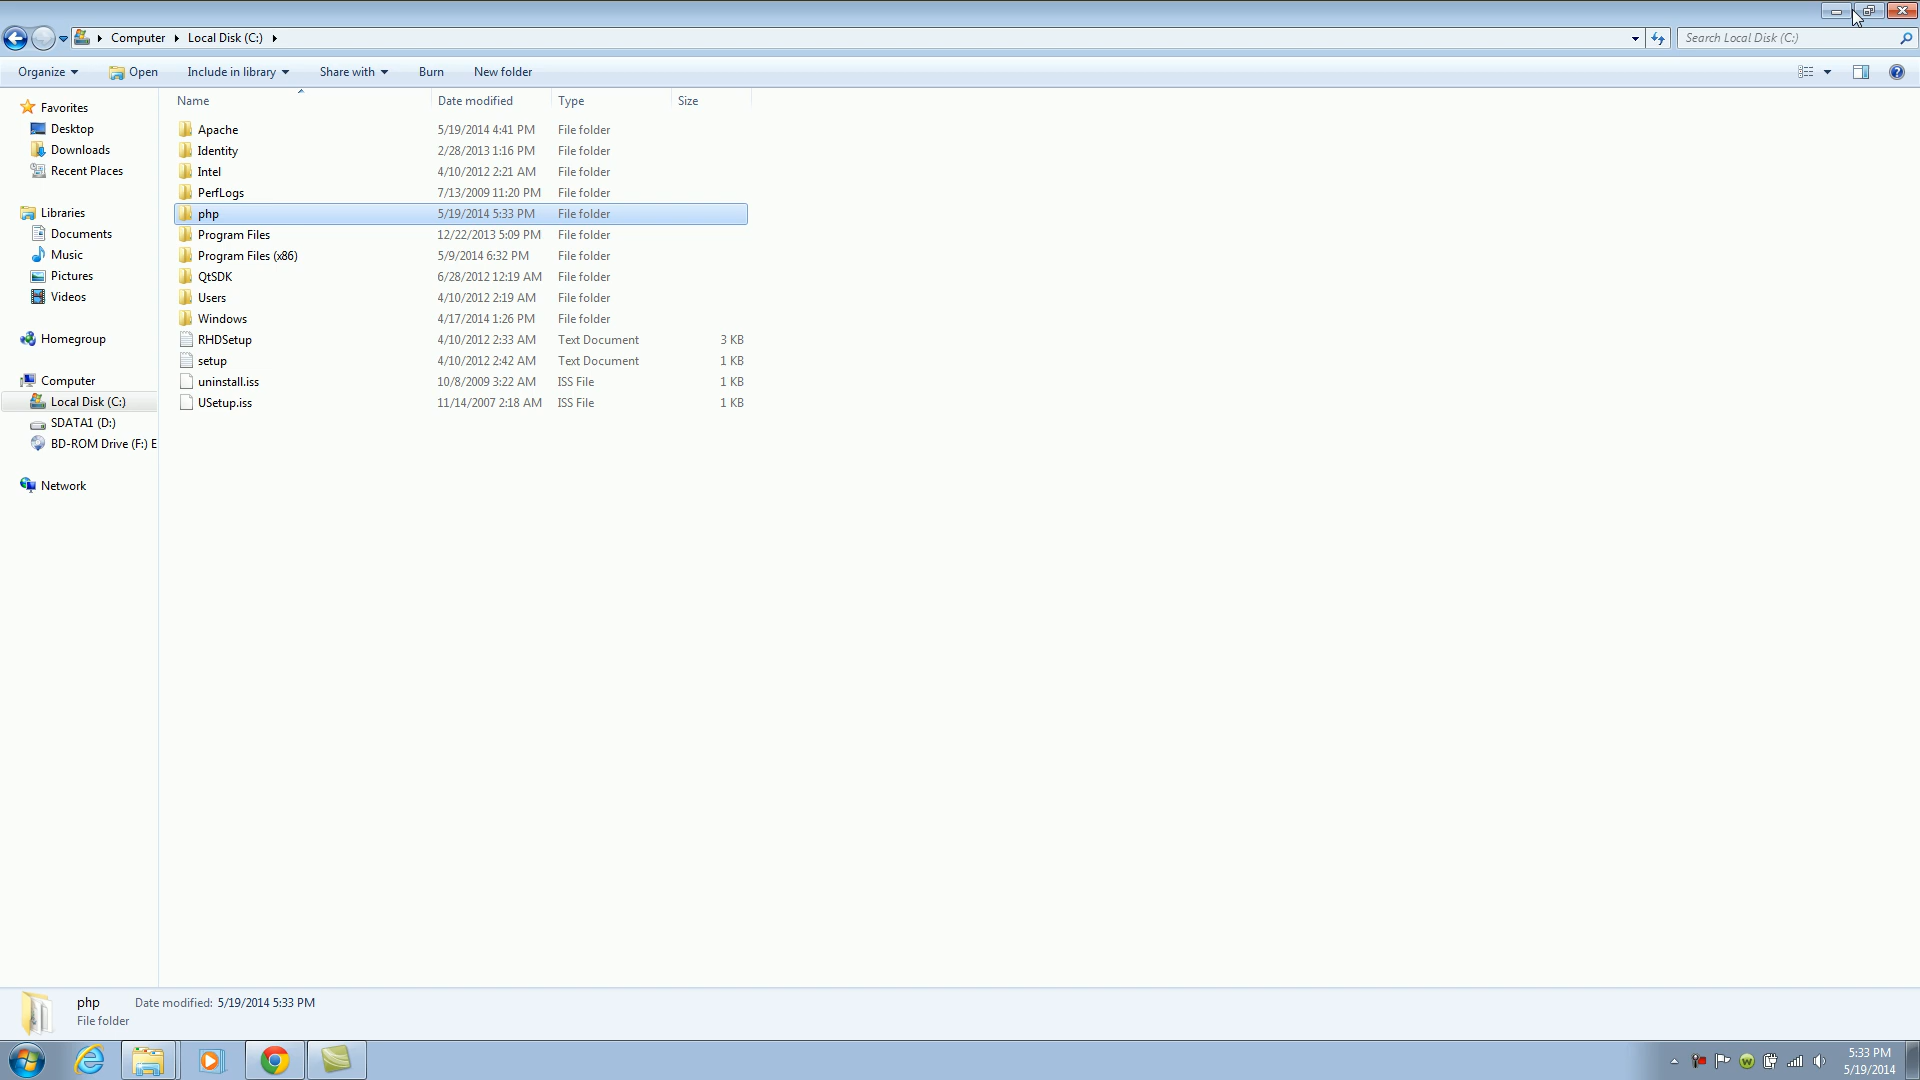 Computer Local Disk (C:)
Search Local Disk (C:)
Organize Open Include in library Share with Burn New folder
Name Date modified Type Size
Favorites
Desktop
Downloads
Recent Places
Libraries
Documents
Music
Pictures
Videos
Homegroup
Computer
Local Disk (C:)
SDATA1 (D:)
BD-ROM Drive (F:) E
Network
Apache 5/19/2014 4:41 PM File folder
Identity 2/28/2013 1:16 PM File folder
Intel 4/10/2012 2:21 AM File folder
PerfLogs 7/13/2009 11:20 PM File folder
php 5/19/2014 5:33 PM File folder
Program Files 12/22/2013 5:09 PM File folder
Program Files (x86) 5/9/2014 6:32 PM File folder
QtSDK 6/28/2012 12:19 AM File folder
Users 4/10/2012 2:19 AM File folder
Windows 4/17/2014 1:26 PM File folder
RHDSetup 4/10/2012 2:33 AM Text Document 3 KB
setup 4/10/2012 2:42 AM Text Document 1 KB
uninstall.iss 10/8/2009 3:22 AM ISS File 1 KB
USetup.iss 11/14/2007 2:18 AM ISS File 1 KB
php Date modified: 5/19/2014 5:33 PM
File folder
5:33 PM
5/19/2014